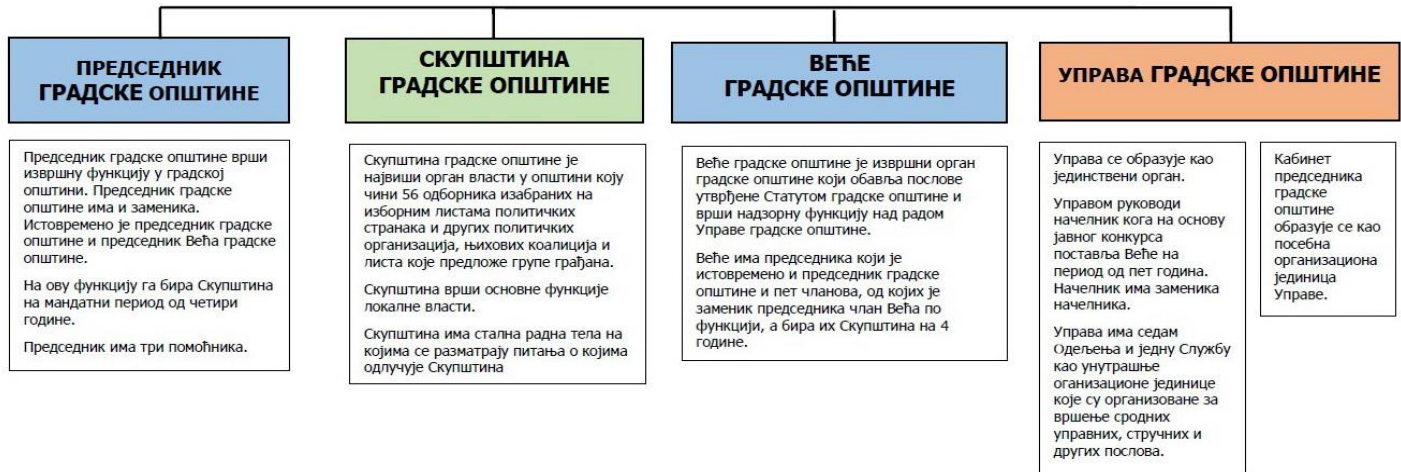 ПРЕДСЕДНИК
ГРАДСКЕ ОПШТИНЕ
Председник градске општине врши
извршну функцију у градској
општини. Председник градске
општине има и заменика.
Истовремено је председник градске
општине и председник Већа градске
општине.
На ову функцију га бира Скупштина
на мандатни период од четири
године.
Председник има три помоћника.
СКУПШТИНА
ГРАДСКЕ ОПШТИНЕ
Скупштина градске општине је
највиши орган власти у општини коју
чини 56 одборника изабраних на
изборним листама политичких
странака и других политичких
организација, њихових коалиција и
листа које предложе групе грађана.
Скупштина врши основне функције
локалне власти.
Скупштина има стална радна тела на
којима се разматрају питања о којима
одлучује Скупштина
ВЕЋЕ
ГРАДСКЕ ОПШТИНЕ
Веће градске општине је извршни орган
градске општине који обавља послове
утврђене Статутом градске општине и
врши надзорну функцију над радом
Управе градске општине.
Веће има председника који је
истовремено и председник градске
општине и пет чланова, од којих је
заменик председника члан Већа по
функцији, а бира их Скупштина на 4
године.
УПРАВА ГРАДСКЕ ОПШТИНЕ
Управа се образује као
јединствени орган.
Управом руководи
начелник кога на основу
јавног конкурса
поставља Веће на
период од пет година.
Начелник има заменика
начелника.
Управа има седам
Одељења и једну Службу
као унутрашње
оганизационе јединице
које су организоване за
вршење сродних
управних, стручних и
других послова.
Кабинет
председника
градске
општине
образује се као
посебна
организациона
јединица
Управе.